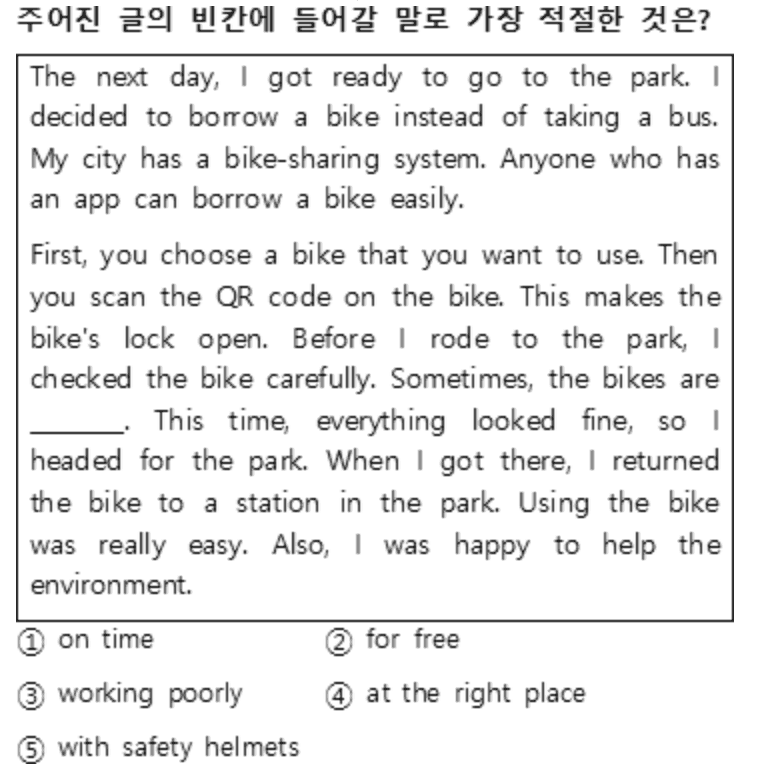 주어진 글의 빈칸에 들어갈 말로 가장 적절한 것은?
The next day, I got ready to go to the park. I
decided to borrow a bike instead of taking a bus.
My city has a bike-sharing system. Anyone who has
an app can borrow a bike easily.
First, you choose a bike that you want to use. Then
you scan the QR code on the bike. This makes the
bike's lock open. Before I rode to the park, I
checked the bike carefully. Sometimes, the bikes are
_______. This time, everything looked fine, so I
headed for the park. When I got there, I returned
the bike to a station in the park. Using the bike
was really easy. Also, I was happy to help the
environment.
① on time ② for free
③ working poorly ④ at the right place
⑤ with safety helmets